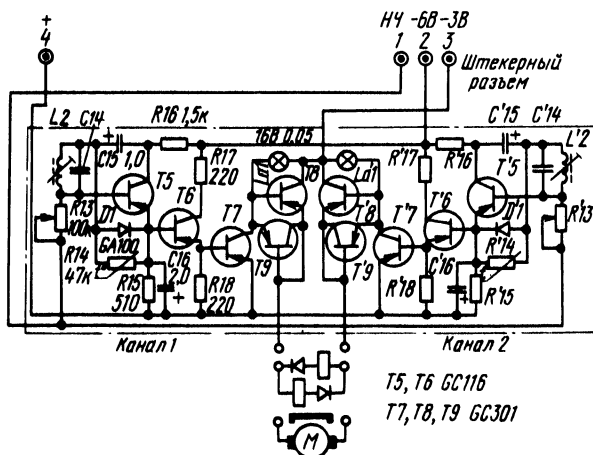 +
4
НЧ -6В -3В
1 2 3
Штекерный
разъем
L2
C14
C15 1,0
+
R16 1,5к
R17
220
16В 0.05
La1
R'17
R'16
C'15
+
C'14
L'2
T5
T6
T7
T8
T9
T'8
T'9
T'7
T'6
T'5
R13
100к
D1
GA100
R14
47к
R15
510
C16
2,0
+
R18
220
R'18
C'16
+
D'1
R'14
R'15
R'13
Канал 1
Канал 2
T5, T6 GC116
T7, T8, T9 GC301
M